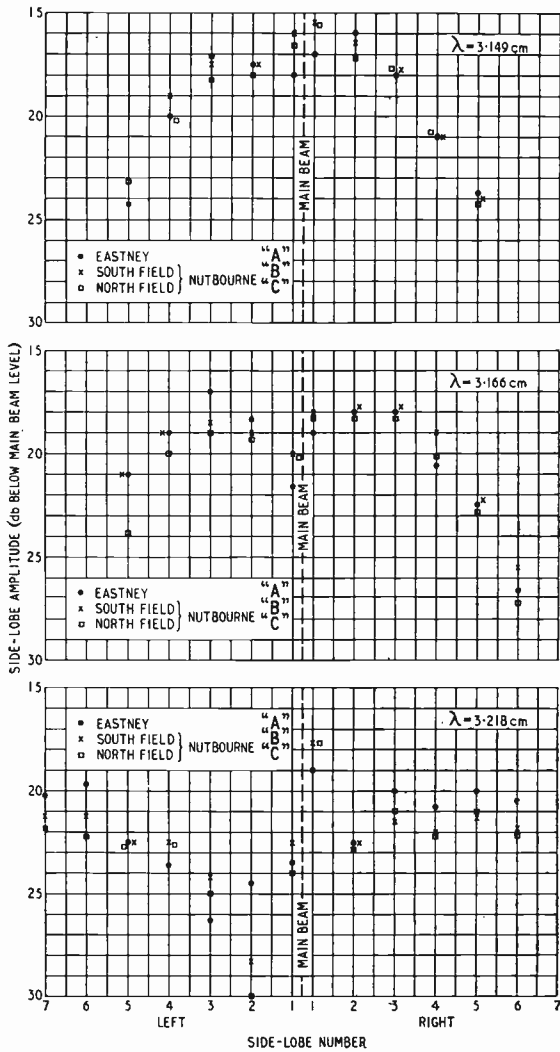 15
λ=3·149 cm
20
MAIN BEAM
25
● EASTNEY "A"
× SOUTH FIELD } NUTBOURNE "B"
□ NORTH FIELD "C"
30
SIDE-LOBE AMPLITUDE (db BELOW MAIN BEAM LEVEL)
15
λ=3·166 cm
20
MAIN BEAM
25
● EASTNEY "A"
× SOUTH FIELD } NUTBOURNE "B"
□ NORTH FIELD "C"
30
15
● EASTNEY "A"
× SOUTH FIELD } NUTBOURNE "B"
□ NORTH FIELD "C"
λ=3·218 cm
20
25
MAIN BEAM
30
7 6 5 4 3 2 1 1 2 3 4 5 6 7
LEFT RIGHT
SIDE-LOBE NUMBER